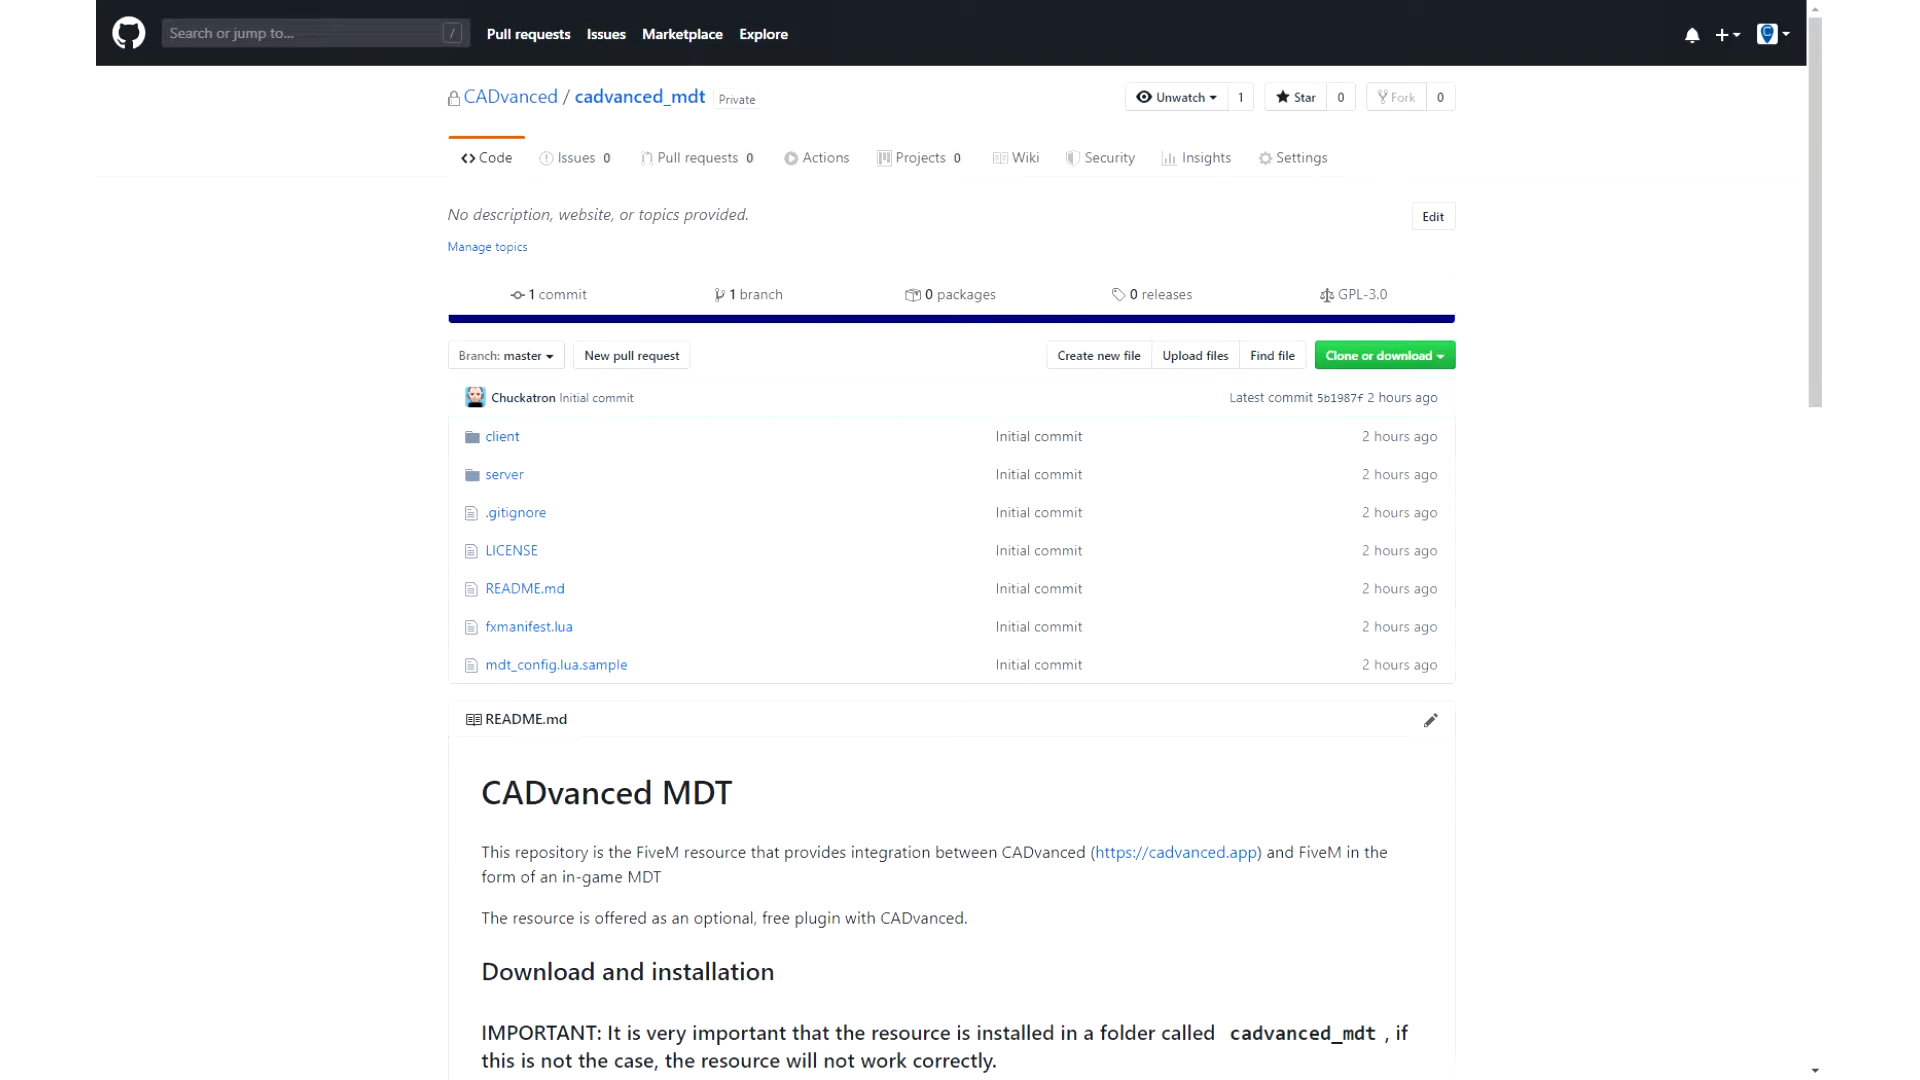 Search or jump to... / Pull requests Issues Marketplace Explore
CADvanced / cadvanced_mdt Private Unwatch 1 Star 0 Fork 0
Code Issues 0 Pull requests 0 Actions Projects 0 Wiki Security Insights Settings
No description, website, or topics provided. Edit
Manage topics
1 commit 1 branch 0 packages 0 releases GPL-3.0
Branch: master New pull request Create new file Upload files Find file Clone or download
Chuckatron Initial commit Latest commit 5b1987f 2 hours ago
client Initial commit 2 hours ago
server Initial commit 2 hours ago
.gitignore Initial commit 2 hours ago
LICENSE Initial commit 2 hours ago
README.md Initial commit 2 hours ago
fxmanifest.lua Initial commit 2 hours ago
mdt_config.lua.sample Initial commit 2 hours ago
README.md
CADvanced MDT
This repository is the FiveM resource that provides integration between CADvanced (https://cadvanced.app) and FiveM in the
form of an in-game MDT
The resource is offered as an optional, free plugin with CADvanced.
Download and installation
IMPORTANT: It is very important that the resource is installed in a folder called cadvanced_mdt , if
this is not the case, the resource will not work correctly.